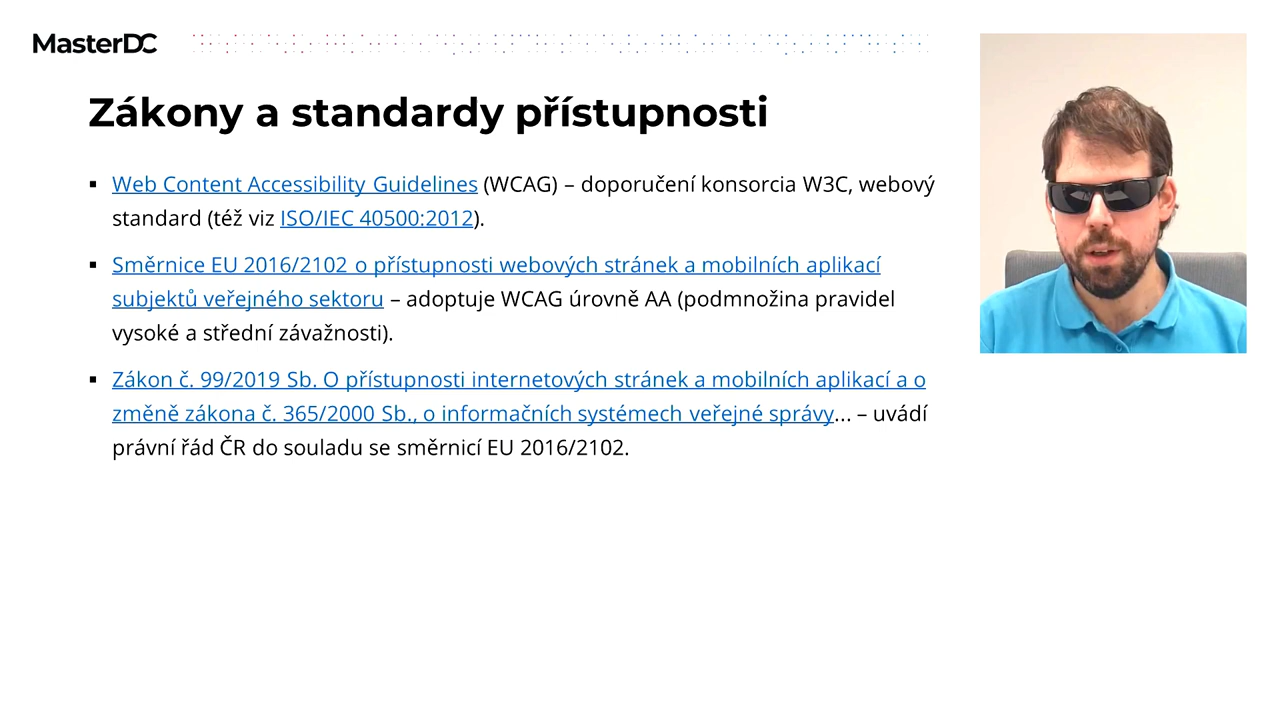 MasterDC
Zákony a standardy přístupnosti
▪ Web Content Accessibility Guidelines (WCAG) – doporučení konsorcia W3C, webový
standard (též viz ISO/IEC 40500:2012).
▪ Směrnice EU 2016/2102 o přístupnosti webových stránek a mobilních aplikací
subjektů veřejného sektoru – adoptuje WCAG úrovně AA (podmnožina pravidel
vysoké a střední závažnosti).
▪ Zákon č. 99/2019 Sb. O přístupnosti internetových stránek a mobilních aplikací a o
změně zákona č. 365/2000 Sb., o informačních systémech veřejné správy... – uvádí
právní řád ČR do souladu se směrnicí EU 2016/2102.